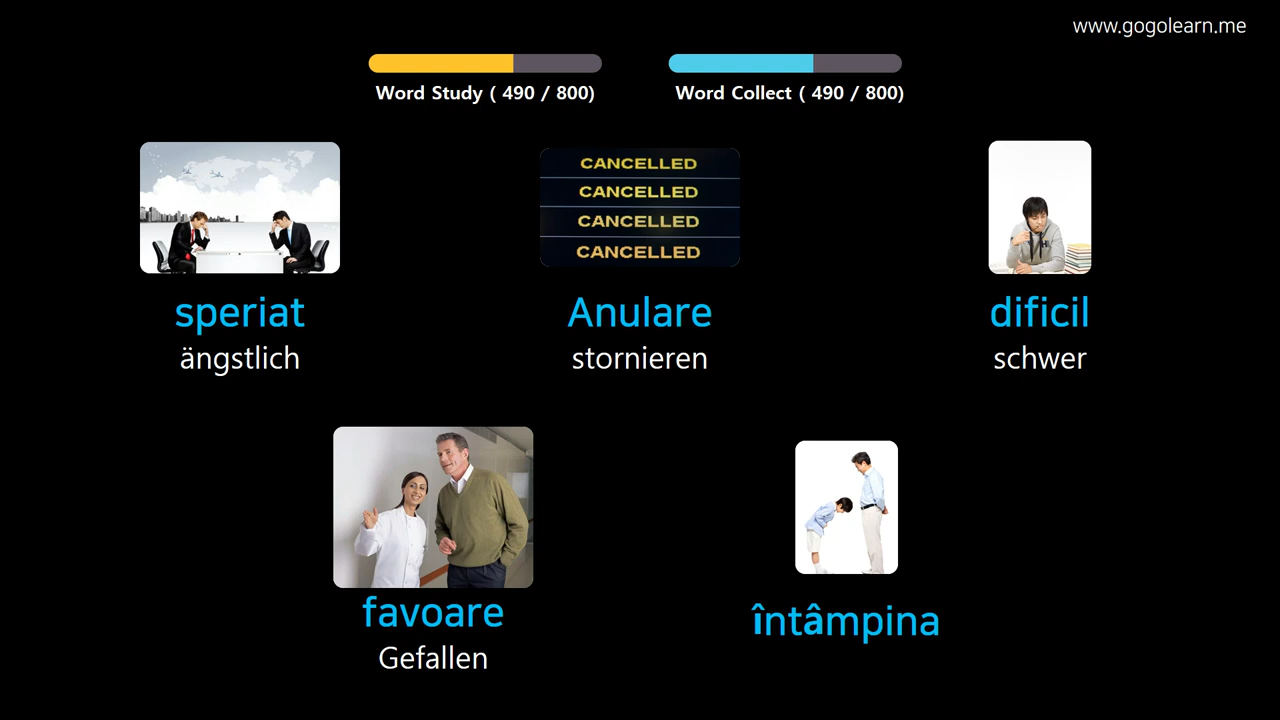 www.gogolearn.me
Word Study ( 490 / 800)
Word Collect ( 490 / 800)
CANCELLED
CANCELLED
CANCELLED
CANCELLED
speriat
Anulare
dificil
ängstlich
stornieren
schwer
favoare
întâmpina
Gefallen